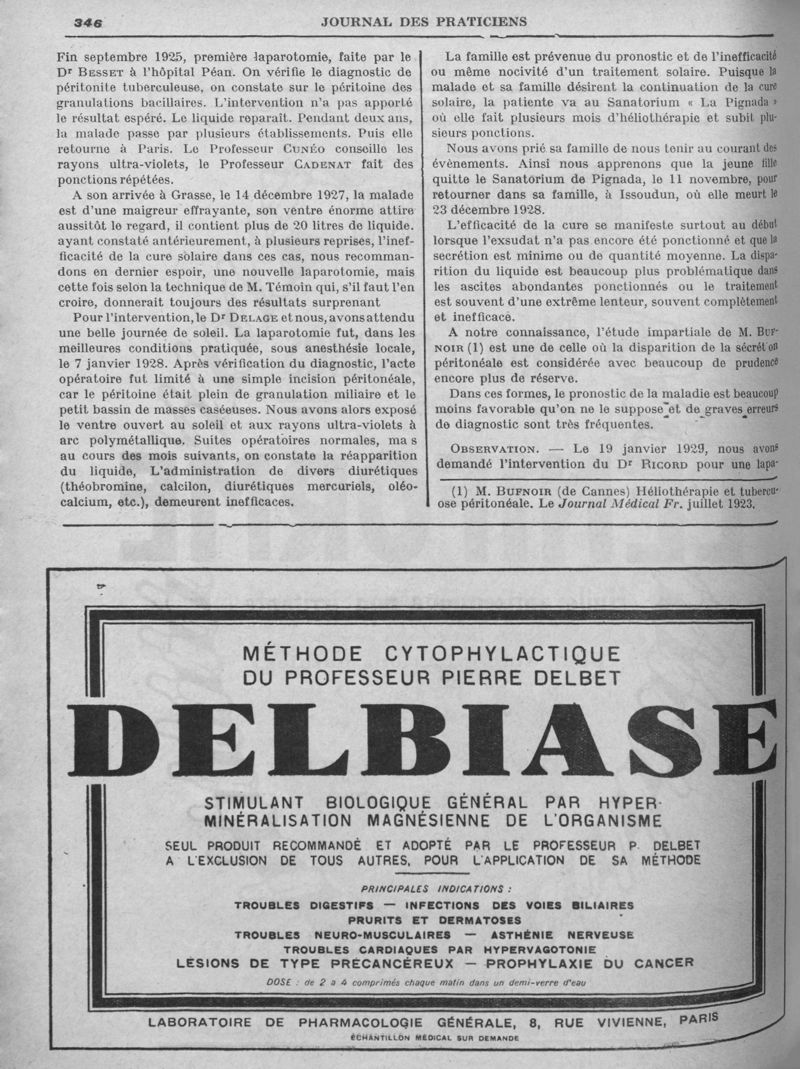 346
JOURNAL DES PRATICIENS
Fin septembre 1925, première laparotomie, faite par le
Dr BESSET à l'hôpital Péan. On vérifie le diagnostic de
péritonite tuberculeuse, on constate sur le péritoine des
granulations bacillaires. L'intervention n'a pas apporté
le résultat espéré. Le liquide reparaît. Pendant deux ans,
la malade passe par plusieurs établissements. Puis elle
retourne à Paris. Le Professeur CUNÉO conseille les
rayons ultra-violets, le Professeur CADENAT fait des
ponctions répétées.
A son arrivée à Grasse, le 14 décembre 1927, la malade
est d'une maigreur effrayante, son ventre énorme attire
aussitôt le regard, il contient plus de 20 litres de liquide.
ayant constaté antérieurement, à plusieurs reprises, l'inef-
ficacité de la cure solaire dans ces cas, nous recomman-
dons en dernier espoir, une nouvelle laparotomie, mais
cette fois selon la technique de M. Témoin qui, s'il faut l'en
croire, donnerait toujours des résultats surprenant
Pour l'intervention, le Dr DELAGE et nous, avons attendu
une belle journée de soleil. La laparotomie fut, dans les
meilleures conditions pratiquée, sous anesthésie locale,
le 7 janvier 1928. Après vérification du diagnostic, l'acte
opératoire fut limité à une simple incision péritonéale,
car le péritoine était plein de granulation miliaire et le
petit bassin de masses caséeuses. Nous avons alors exposé
le ventre ouvert au soleil et aux rayons ultra-violets à
arc polymétallique. Suites opératoires normales, ma s
au cours des mois suivants, on constate la réapparition
du liquide, L'administration de divers diurétiques
(théobromine, calcilon, diurétiques mercuriels, oléo-
calcium, etc.), demeurent inefficaces.
La famille est prévenue du pronostic et de l'inefficacité
ou même nocivité d'un traitement solaire. Puisque la
malade et sa famille désirent la continuation de la cure
solaire, la patiente va au Sanatorium « La Pignada »
où elle fait plusieurs mois d'héliothérapie et subit plu-
sieurs ponctions.
Nous avons prié sa famille de nous tenir au courant des
évènements. Ainsi nous apprenons que la jeune fille
quitte le Sanatorium de Pignada, le 11 novembre, pour
retourner dans sa famille, à Issoudun, où elle meurt le
23 décembre 1928.
L'efficacité de la cure se manifeste surtout au début
lorsque l'exsudat n'a pas encore été ponctionné et que la
secrétion est minime ou de quantité moyenne. La dispa-
rition du liquide est beaucoup plus problématique dans
les ascites abondantes ponctionnés ou le traitement
est souvent d'une extrême lenteur, souvent complètement
et inefficace.
A notre connaissance, l'étude impartiale de M. BUF-
NOIR (1) est une de celle où la disparition de la sécrét on
péritonéale est considérée avec beaucoup de prudence
encore plus de réserve.
Dans ces formes, le pronostic de la maladie est beaucoup
moins favorable qu'on ne le suppose et de graves erreurs
de diagnostic sont très fréquentes.
OBSERVATION. — Le 19 janvier 1929, nous avons
demandé l'intervention du Dr RICORD pour une lapa-
(1) M. BUFNOIR (de Cannes) Héliothérapie et tubercu-
ose péritonéale. Le Journal Médical Fr. juillet 1923.
MÉTHODE CYTOPHYLACTIQUE
DU PROFESSEUR PIERRE DELBET
DELBIASE
STIMULANT BIOLOGIQUE GÉNÉRAL PAR HYPER-
MINÉRALISATION MAGNÉSIENNE DE L'ORGANISME
SEUL PRODUIT RECOMMANDÉ ET ADOPTÉ PAR LE PROFESSEUR P. DELBET
A L'EXCLUSION DE TOUS AUTRES, POUR L'APPLICATION DE SA MÉTHODE
PRINCIPALES INDICATIONS :
TROUBLES DIGESTIFS — INFECTIONS DES VOIES BILIAIRES
PRURITS ET DERMATOSES
TROUBLES NEURO-MUSCULAIRES — ASTHÉNIE NERVEUSE
TROUBLES CARDIAQUES PAR HYPERVAGOTONIE
LÉSIONS DE TYPE PRÉCANCÉREUX — PROPHYLAXIE DU CANCER
DOSE : de 2 a 4 comprimés chaque matin dans un demi-verre d'eau
LABORATOIRE DE PHARMACOLOGIE GÉNÉRALE, 8, RUE VIVIENNE, PARIS
ÉCHANTILLON MÉDICAL SUR DEMANDE